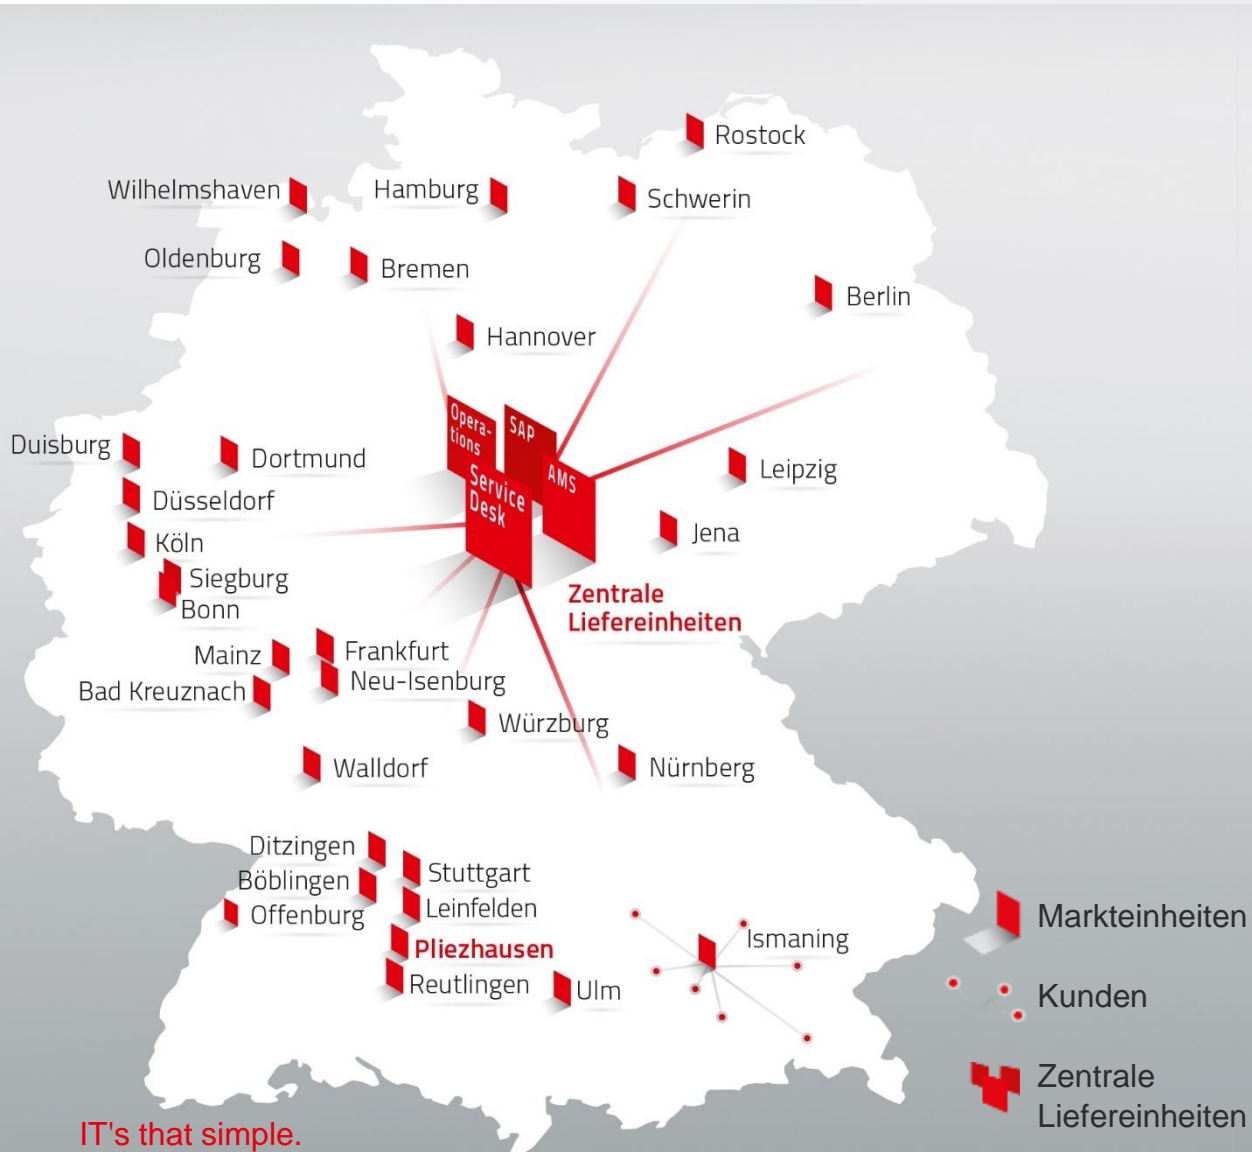 Rostock
Wilhelmshaven
Hamburg
Schwerin
Oldenburg
Bremen
Berlin
Hannover
Opera-
tions
SAP
AMS
Service
Desk
Duisburg
Dortmund
Leipzig
Düsseldorf
Jena
Köln
Siegburg
Bonn
Zentrale
Liefereinheiten
Mainz
Frankfurt
Bad Kreuznach
Neu-Isenburg
Würzburg
Walldorf
Nürnberg
Ditzingen
Stuttgart
Böblingen
Leinfelden
Offenburg
Pliezhausen
Reutlingen
Ulm
Ismaning
Markteinheiten
Kunden
Zentrale
Liefereinheiten
IT's that simple.